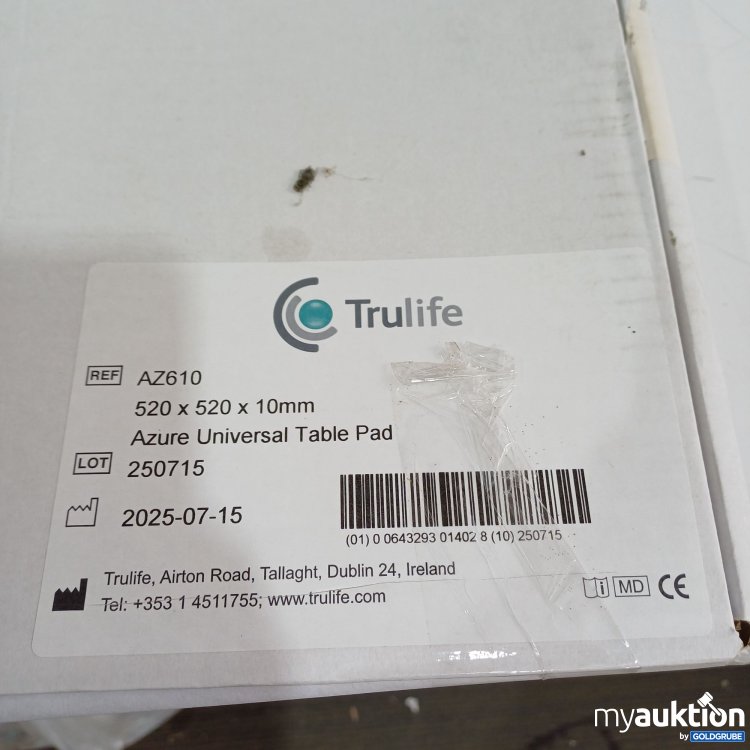 Trulife
REF AZ610
520 x 520 x 10mm
Azure Universal Table Pad
LOT 250715
2025-07-15
(01) 0 0643293 01402 8 (10) 250715
Trulife, Airton Road, Tallaght, Dublin 24, Ireland
Tel: +353 1 4511755; www.trulife.com
i MD CE
myauktion
by GOLDGRUBE